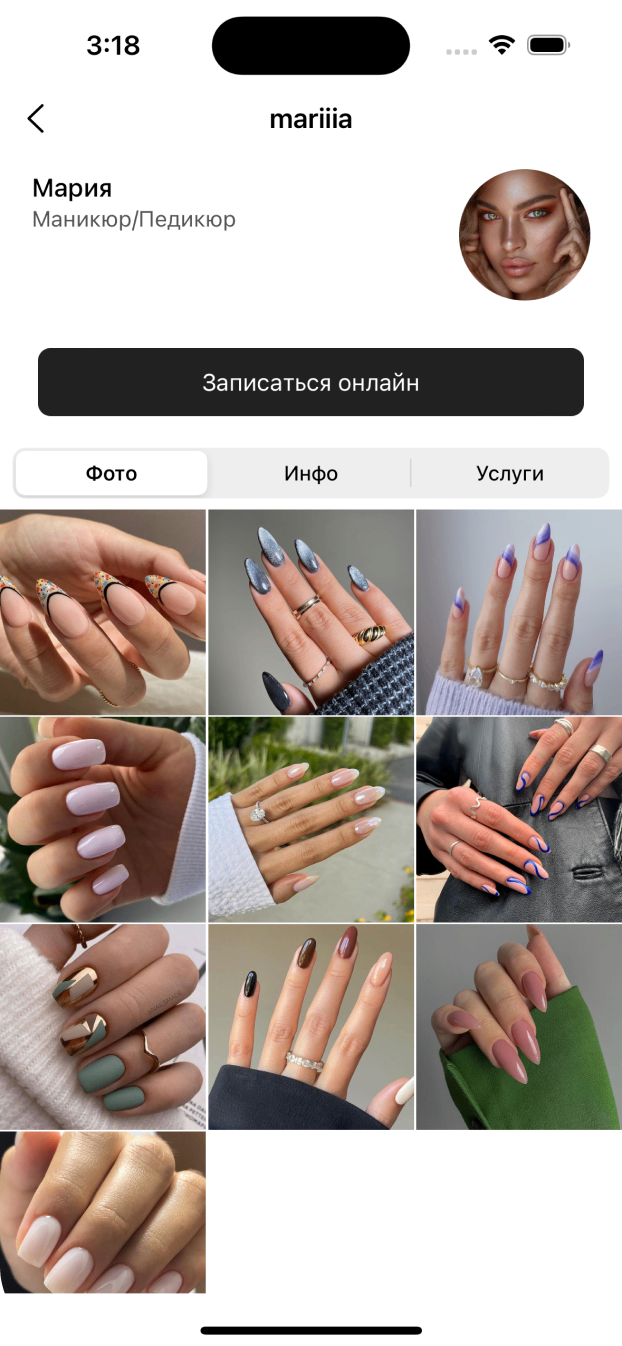 3:18
mariiia
Мария
Маникюр/Педикюр
Записаться онлайн
Фото
Инфо
Услуги